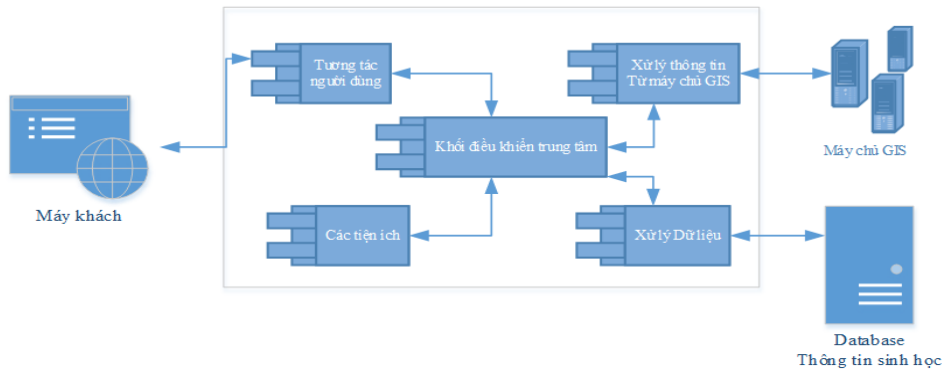 Tương tác
người dùng
Xử lý thông tin
Từ máy chủ GIS
Khối điều khiển trung tâm
Máy chủ GIS
Máy khách
Các tiện ích
Xử lý Dữ liệu
Database
Thông tin sinh học